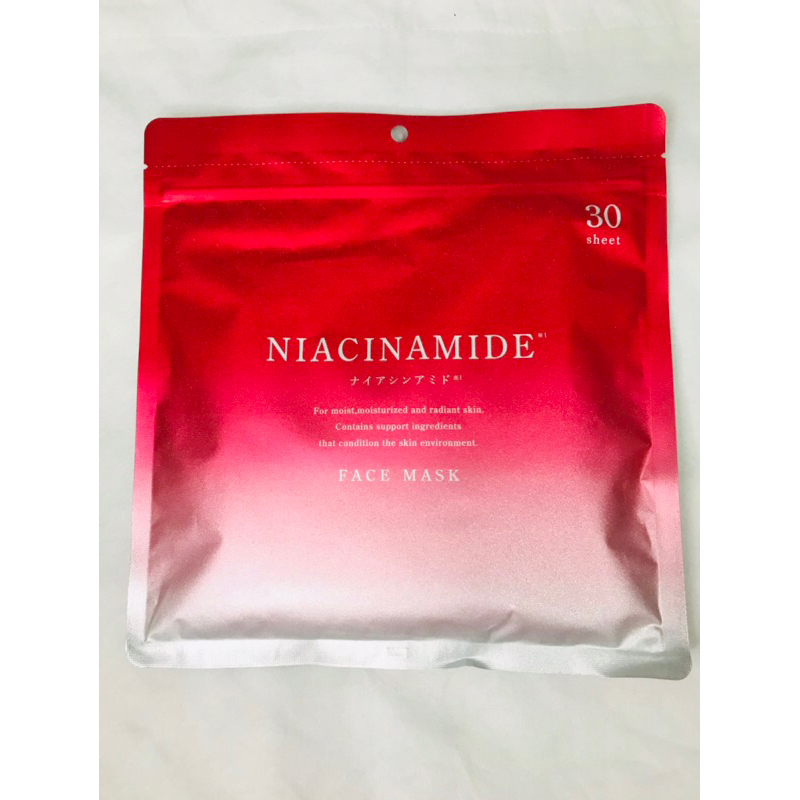 30
sheet
NIACINAMIDE※1
ナイアシンアミド※1
For moist,moisturized and radiant skin.
Contains support ingredients
that condition the skin environment.
FACE MASK